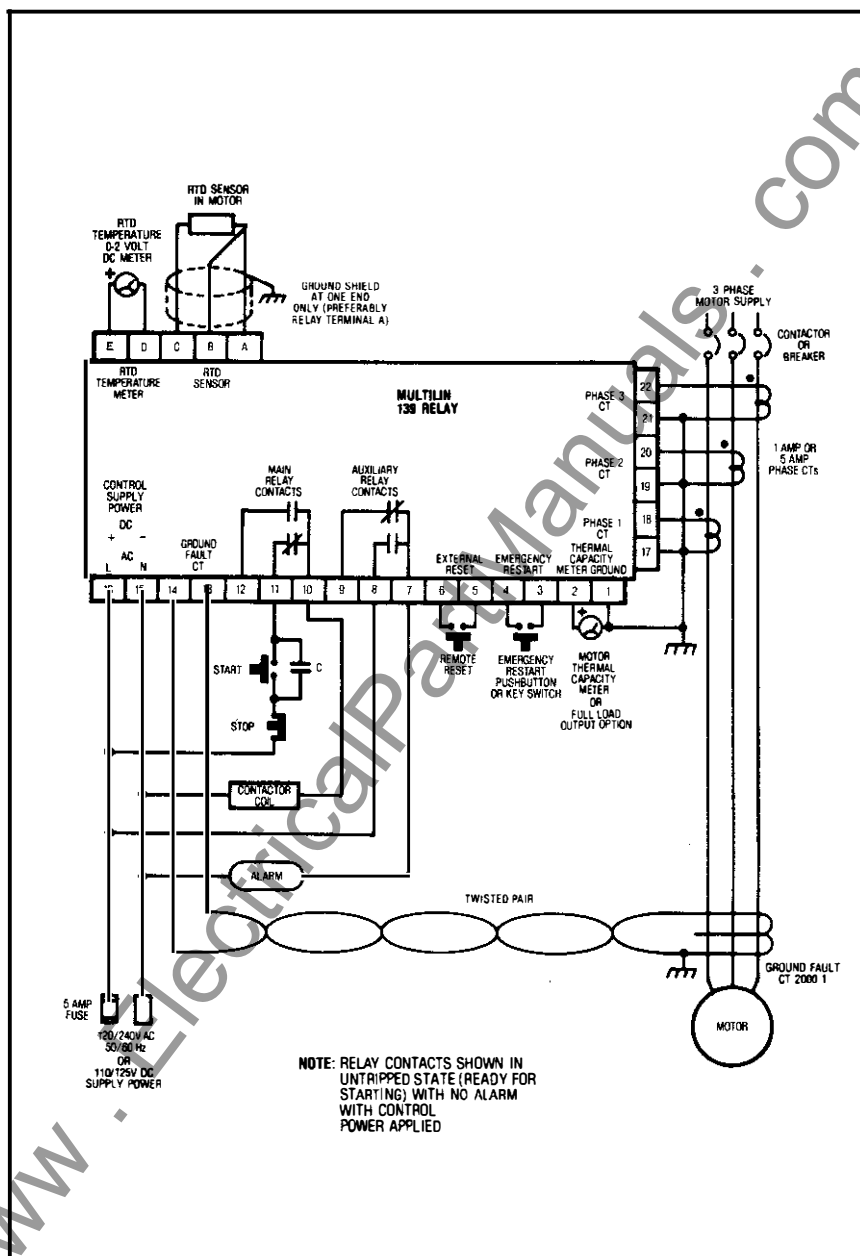 RTD SENSOR
IN MOTOR
RTD
TEMPERATURE
0-2 VOLT
DC METER
+
GROUND SHIELD
AT ONE END
ONLY (PREFERABLY
RELAY TERMINAL A)
3 PHASE
MOTOR SUPPLY
CONTACTOR
OR
BREAKER
E D C B A
RTD
TEMPERATURE
METER
RTD
SENSOR
MULTILIN
139 RELAY
PHASE 3
CT
22
21
PHASE 2
CT
20
19
PHASE 1
CT
18
17
1 AMP OR
5 AMP
PHASE CTs
CONTROL
SUPPLY
POWER
DC
+ -
AC
L N
GROUND
FAULT
CT
MAIN
RELAY
CONTACTS
AUXILIARY
RELAY
CONTACTS
EXTERNAL
RESET
EMERGENCY
RESTART
THERMAL
CAPACITY
METER GROUND
16 15 14 13 12 11 10 9 8 7 6 5 4 3 2 1
START
C
STOP
REMOTE
RESET
EMERGENCY
RESTART
PUSHBUTTON
OR KEY SWITCH
+
MOTOR
THERMAL
CAPACITY
METER
OR
FULL LOAD
OUTPUT OPTION
CONTACTOR
COIL
ALARM
TWISTED PAIR
GROUND FAULT
CT 2000 1
MOTOR
5 AMP
FUSE
120/240V AC
50/60 Hz
OR
110/125V DC
SUPPLY POWER
NOTE: RELAY CONTACTS SHOWN IN
UNTRIPPED STATE (READY FOR
STARTING) WITH NO ALARM
WITH CONTROL
POWER APPLIED
ww . ElectricalPartManuals . com